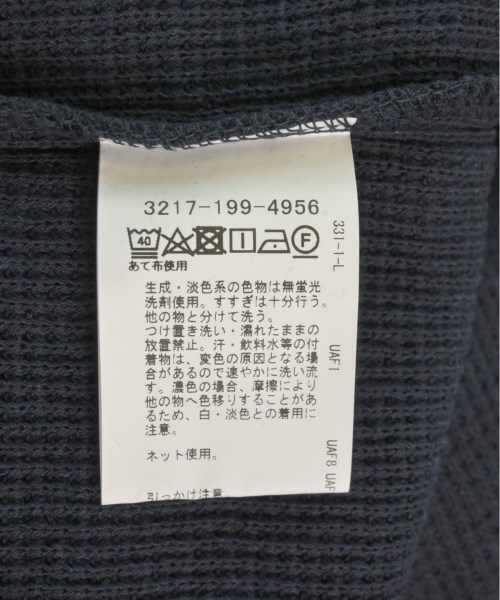 3217-199-4956
40 F
あて布使用
生成・淡色系の色物は無蛍光
洗剤使用。すすぎは十分行う。
他の物と分けて洗う。
つけ置き洗い・濡れたままの
放置禁止。汗・飲料水等の付
着物は、変色の原因となる場
合があるので速やかに洗い流
す。濃色の場合、摩擦により
他の物へ色移りすることがあ
るため、白・淡色との着用に
注意。
ネット使用。
引っかけ注意。
331-1-L
UAF1
UAF8 UAF